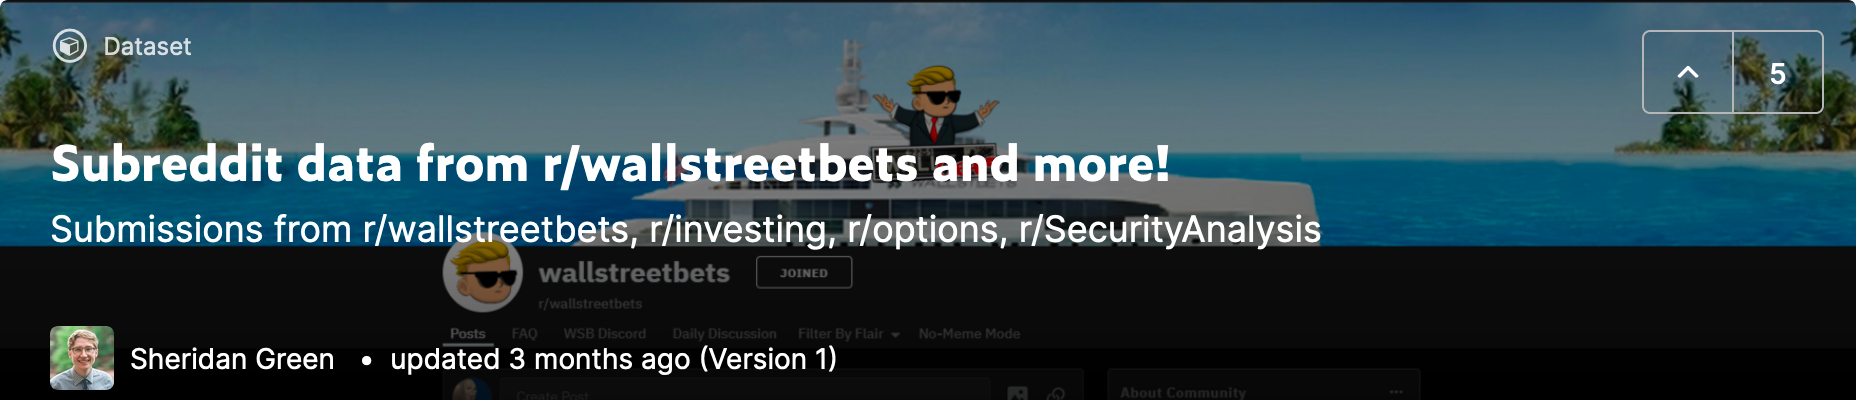 Dataset
5
Subreddit data from r/wallstreetbets and more!
Submissions from r/wallstreetbets, r/investing, r/options, r/SecurityAnalysis
wallstreetbets JOINED
r/wallstreetbets
Posts FAQ WSB Discord Daily Discussion Filter By Flair No-Meme Mode
Sheridan Green • updated 3 months ago (Version 1)
Create Post
About Community ...